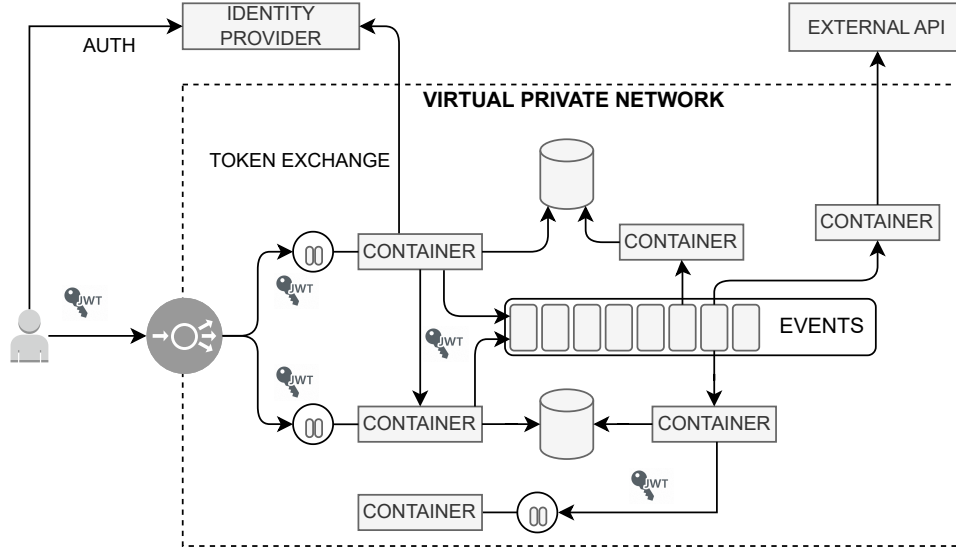 IDENTITY
PROVIDER
EXTERNAL API
AUTH
VIRTUAL PRIVATE NETWORK
TOKEN EXCHANGE
CONTAINER
CONTAINER
CONTAINER
JWT
JWT
EVENTS
JWT
JWT
CONTAINER
CONTAINER
JWT
CONTAINER